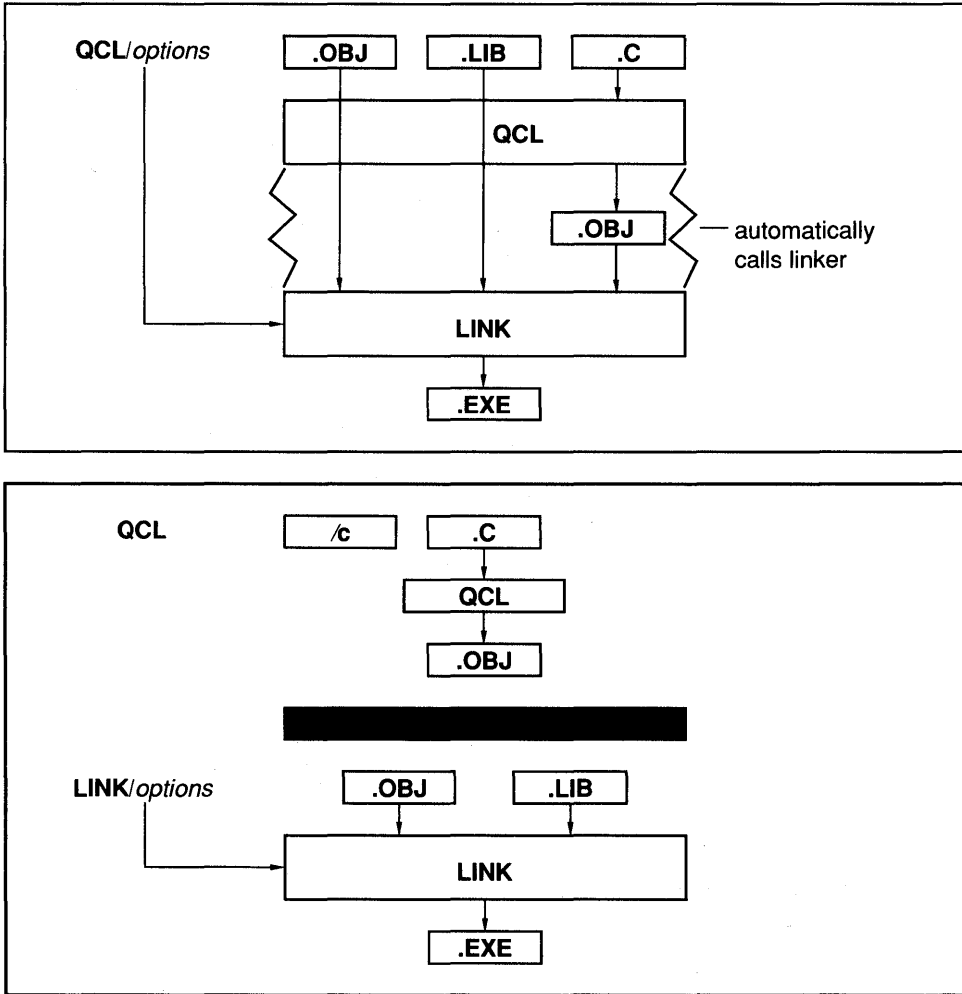 QCL/options
.OBJ
.LIB
.C
QCL
.OBJ
automatically
calls linker
LINK
.EXE
QCL
/c
.C
QCL
.OBJ
LINK/options
.OBJ
.LIB
LINK
.EXE